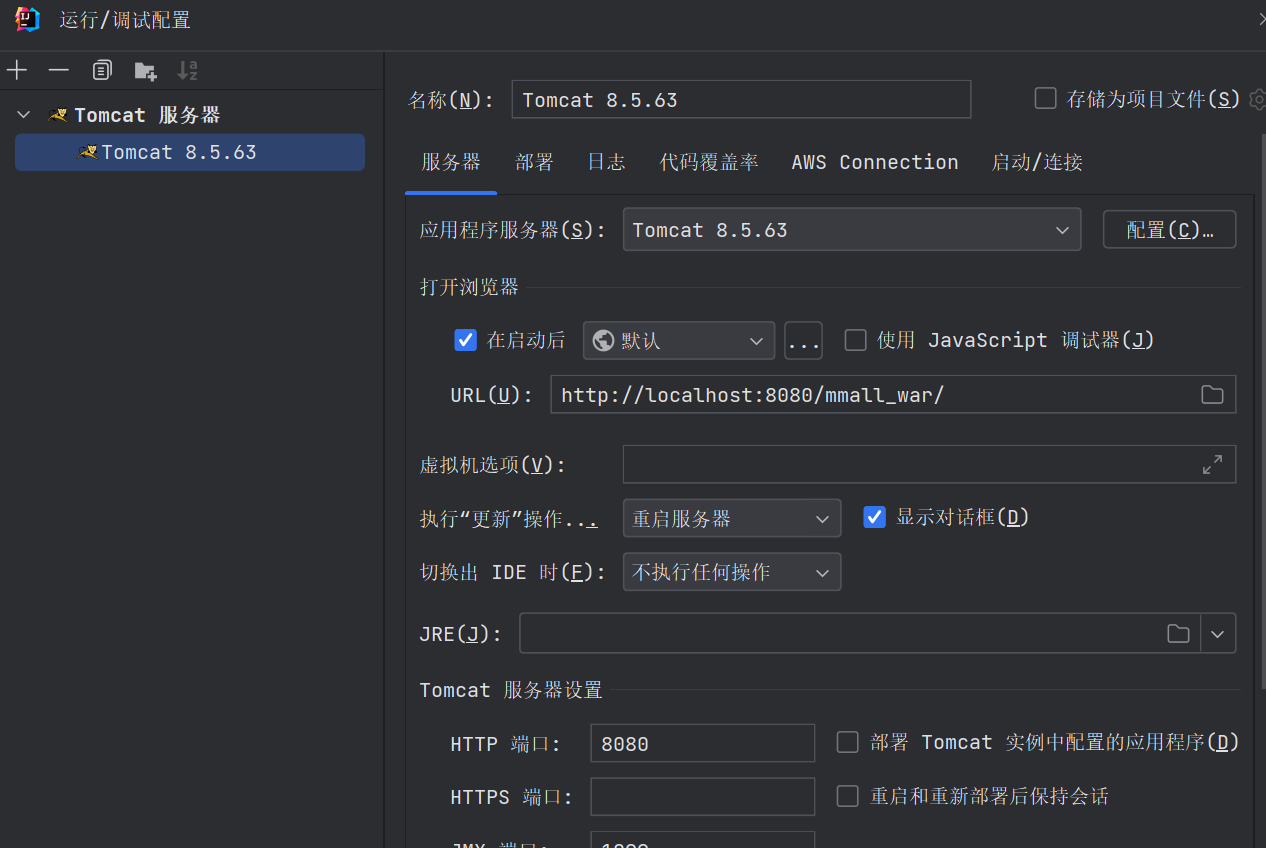 运行/调试配置
Tomcat 服务器
Tomcat 8.5.63
名称(N): Tomcat 8.5.63 存储为项目文件(S)
服务器 部署 日志 代码覆盖率 AWS Connection 启动/连接
应用程序服务器(S): Tomcat 8.5.63 配置(C)…
打开浏览器
在启动后 默认 ... 使用 JavaScript 调试器(J)
URL(U): http://localhost:8080/mmall_war/
虚拟机选项(V):
执行“更新”操作... 重启服务器 显示对话框(D)
切换出 IDE 时(F): 不执行任何操作
JRE(J):
Tomcat 服务器设置
HTTP 端口: 8080 部署 Tomcat 实例中配置的应用程序(D)
HTTPS 端口: 重启和重新部署后保持会话
JMX 端口: 1099